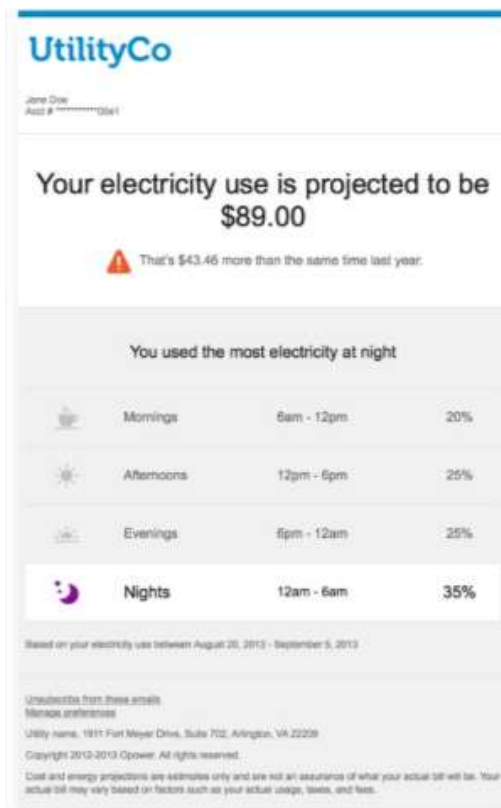 UtilityCo
Jane Doe
Acct #
Your electricity use is projected to be
$89.00
That's $43.46 more than the same time last year.
You used the most electricity at night
Mornings 6am - 12pm 20%
Afternoons 12pm - 6pm 25%
Evenings 6pm - 12am 25%
Nights 12am - 6am 35%
Based on your electricity use between August 20, 2013 - September 5, 2013
Unsubscribe from these emails
Manage preferences
Utility name, 1911 Fort Meyer Drive, Suite 702, Arlington, VA 22209
Copyright 2012-2013 Opower. All rights reserved.
Cost and energy projections are estimates only and are not an assurance of what your actual bill will be. Your
actual bill may vary based on factors such as your actual usage, taxes, and fees.